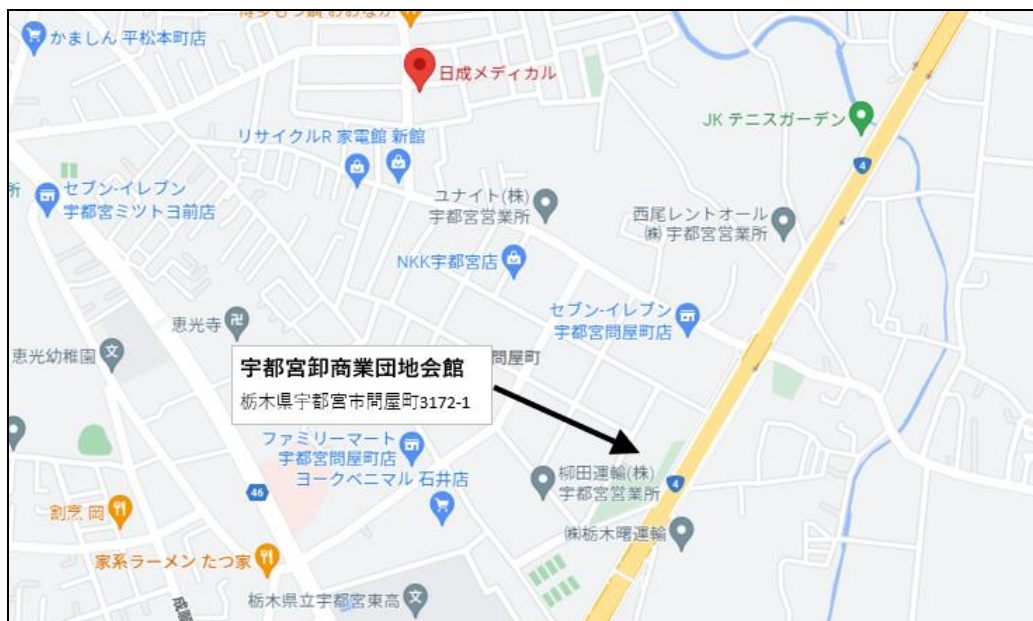 博多もつ鍋 おおなか
かましん 平松本町店
日成メディカル
JK テニスガーデン
リサイクルR 家電館 新館
4
所
セブン-イレブン
宇都宮ミツトヨ前店
ユナイト(株)
宇都宮営業所
西尾レントオール
㈱ 宇都宮営業所
NKK宇都宮店
セブン-イレブン
宇都宮問屋町店
恵光寺
恵光幼稚園
文
問屋町
宇都宮卸商業団地会館
栃木県宇都宮市問屋町3172-1
ファミリーマート
宇都宮問屋町店
ヨークベニマル 石井店
柳田運輸(株)
宇都宮営業所
4
46
割烹 岡
㈱栃木曙運輸
家系ラーメン たつ家
栃木県立宇都宮東高
文